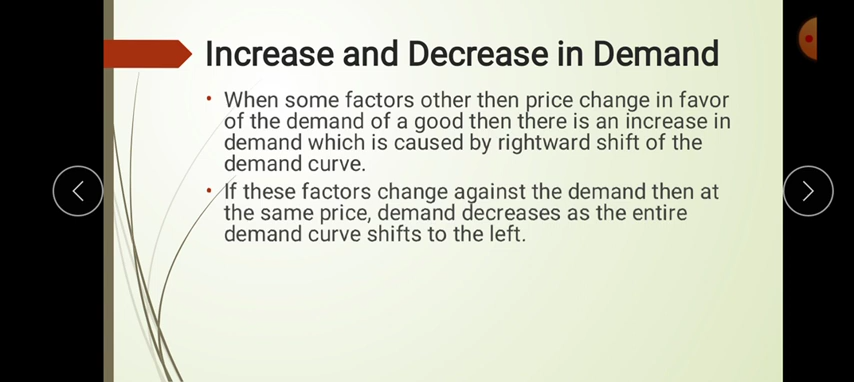 Increase and Decrease in Demand
• When some factors other then price change in favor
of the demand of a good then there is an increase in
demand which is caused by rightward shift of the
demand curve.
• If these factors change against the demand then at
the same price, demand decreases as the entire
demand curve shifts to the left.